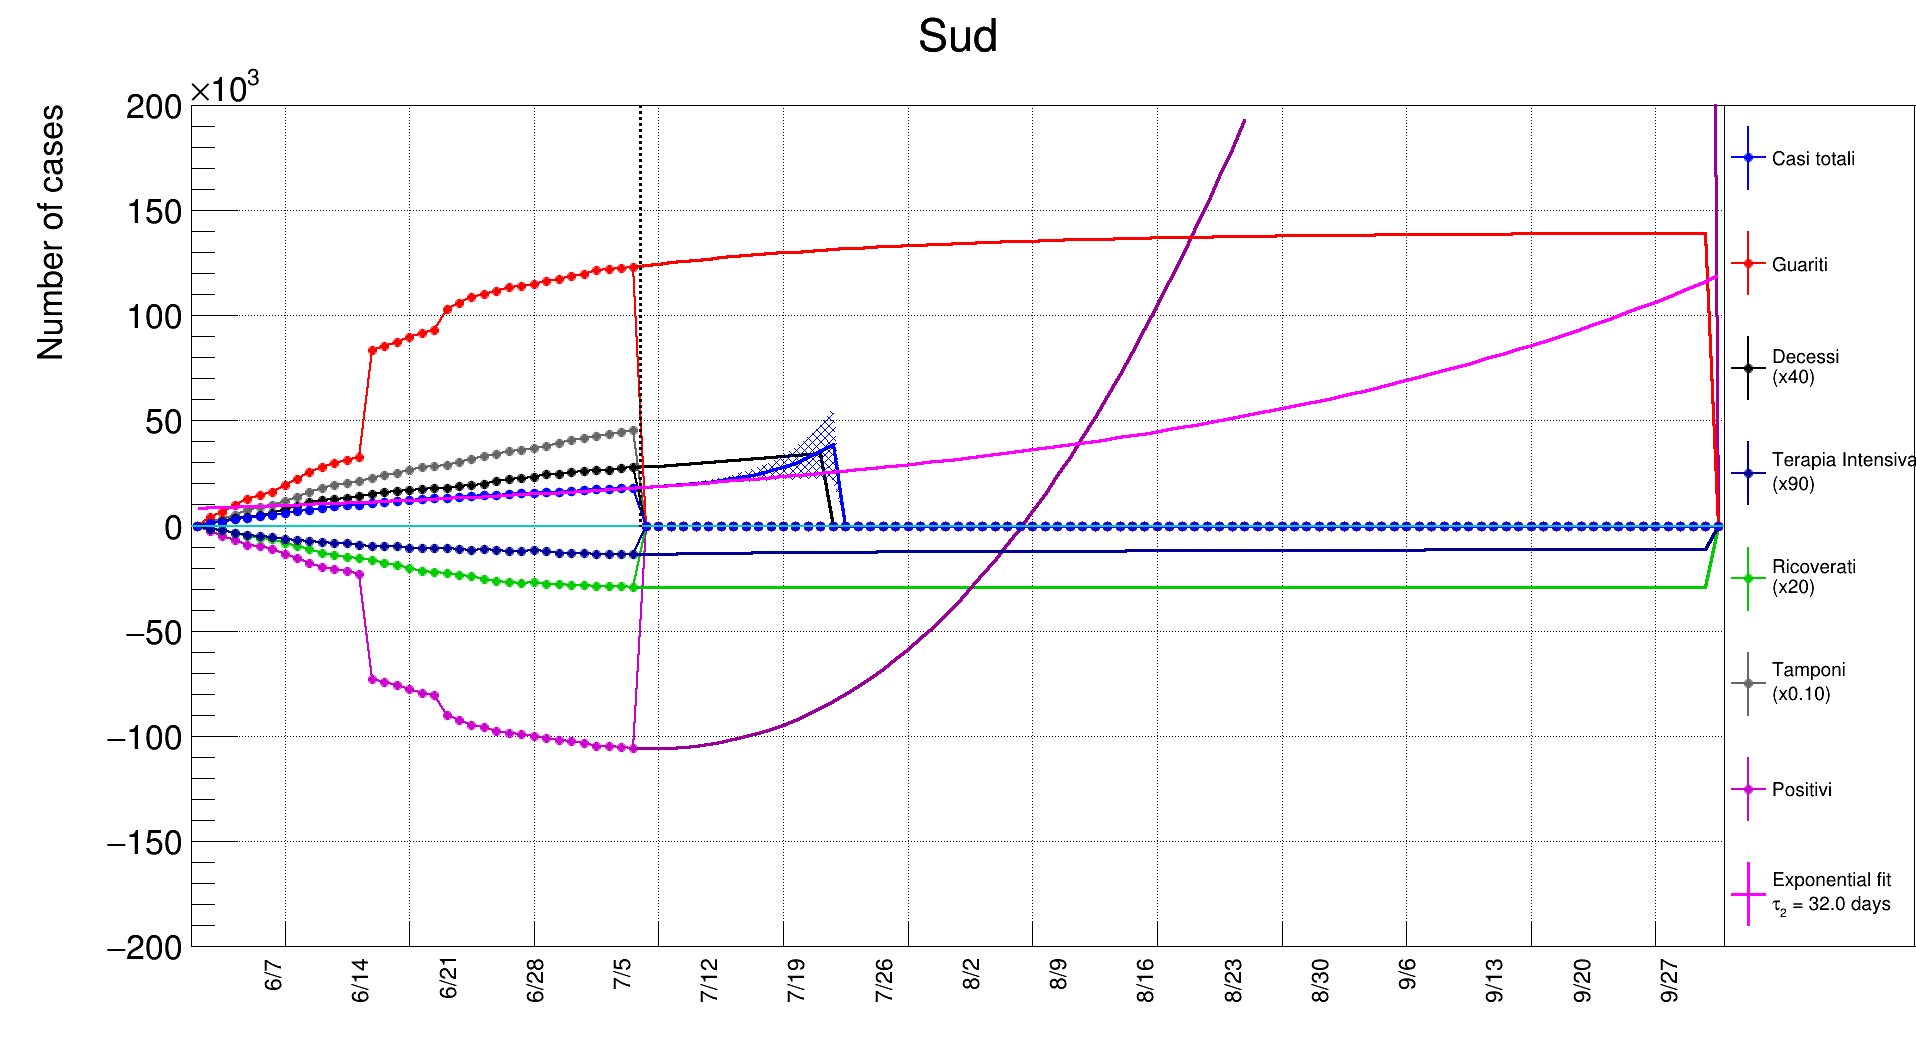 Sud
×10³
Number of cases
200
150
100
50
0
−50
−100
−150
−200
6/7
6/14
6/21
6/28
7/5
7/12
7/19
7/26
8/2
8/9
8/16
8/23
8/30
9/6
9/13
9/20
9/27
Casi totali
Guariti
Decessi
(x40)
Terapia Intensiva
(x90)
Ricoverati
(x20)
Tamponi
(x0.10)
Positivi
Exponential fit
τ₂ = 32.0 days